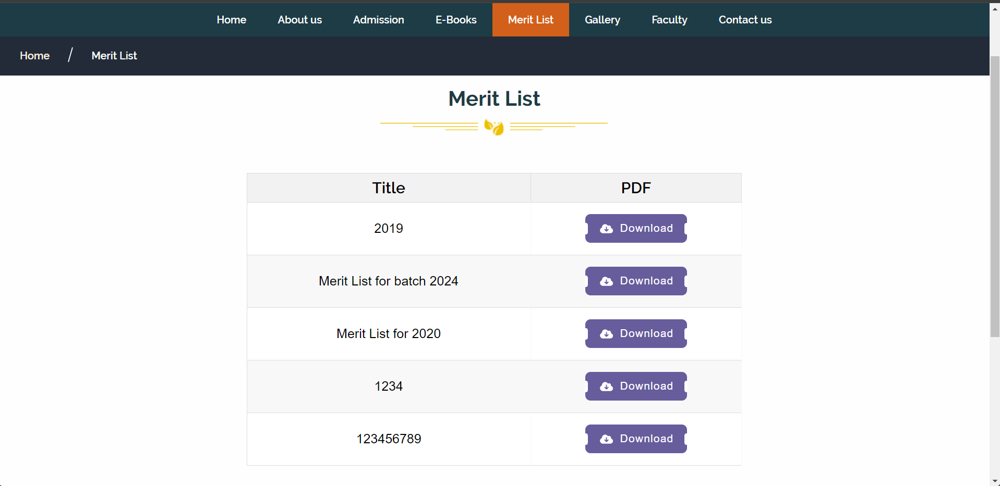 Home About us Admission E-Books Merit List Gallery Faculty Contact us
Home / Merit List
Merit List
Title PDF
2019 Download
Merit List for batch 2024 Download
Merit List for 2020 Download
1234 Download
123456789 Download